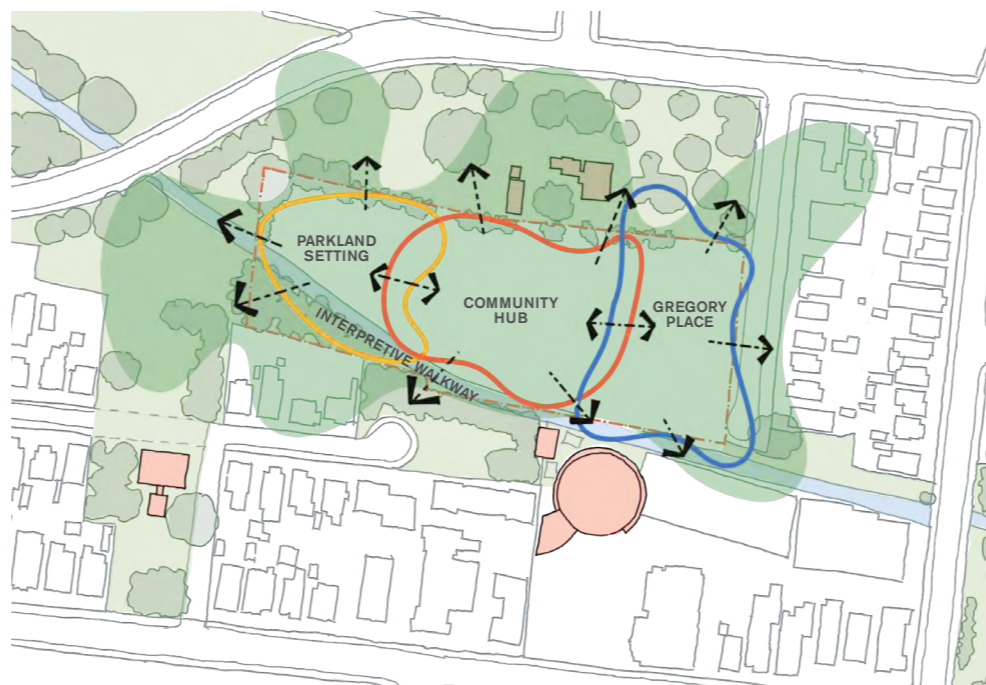 PARKLAND
SETTING
COMMUNITY
HUB
GREGORY
PLACE
INTERPRETIVE WALKWAY